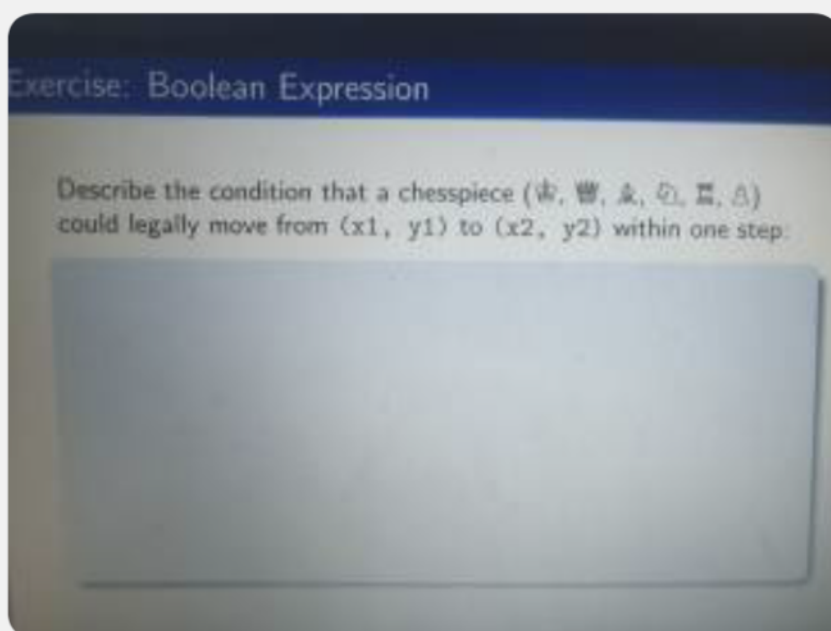 Exercise: Boolean Expression
Describe the condition that a chesspiece (♔, ♕, ♗, ♘, ♖, ♙)
could legally move from (x1, y1) to (x2, y2) within one step: